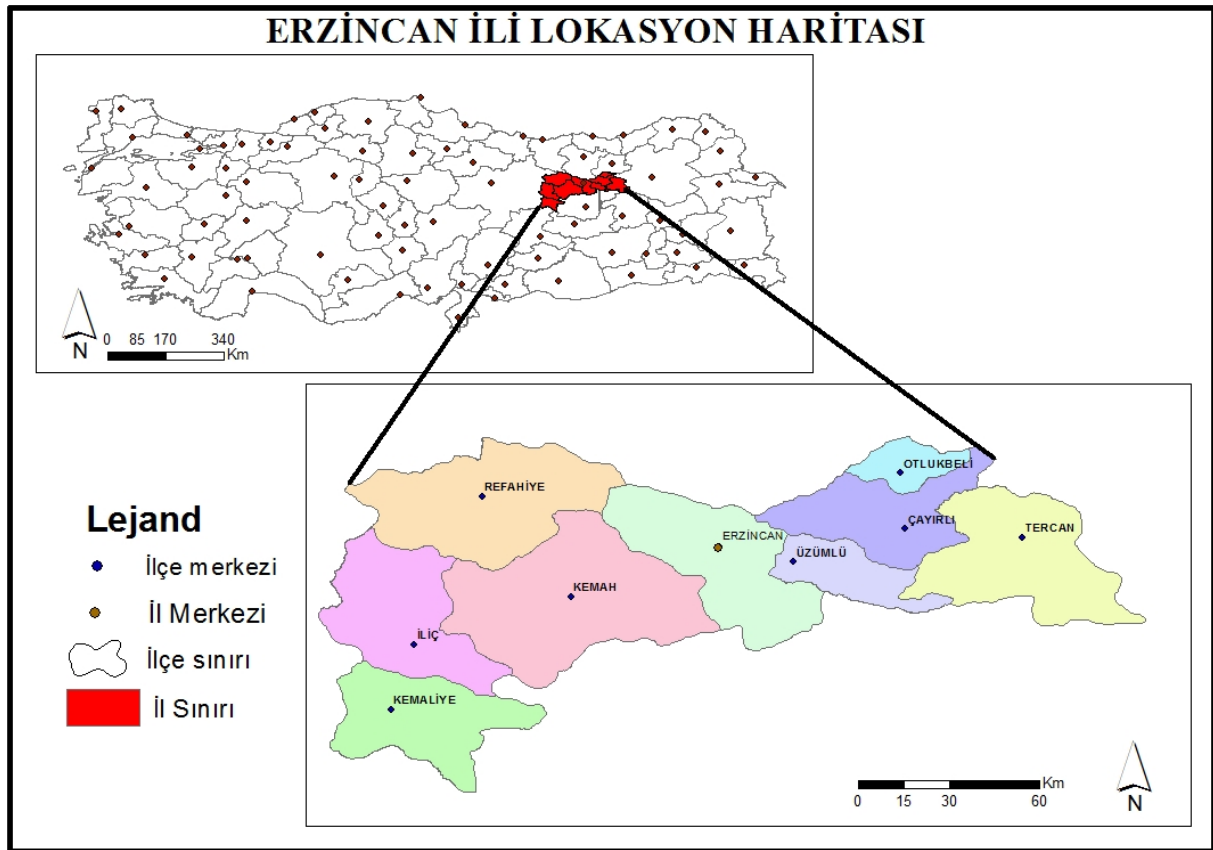 ERZİNCAN İLİ LOKASYON HARİTASI
N
0 85 170 340
Km
OTLUKBELİ
REFAHİYE
ÇAYIRLI
TERCAN
ERZİNCAN
ÜZÜMLÜ
KEMAH
İLİÇ
KEMALİYE
Lejand
İlçe merkezi
İl Merkezi
İlçe sınırı
İl Sınırı
Km
0 15 30 60
N